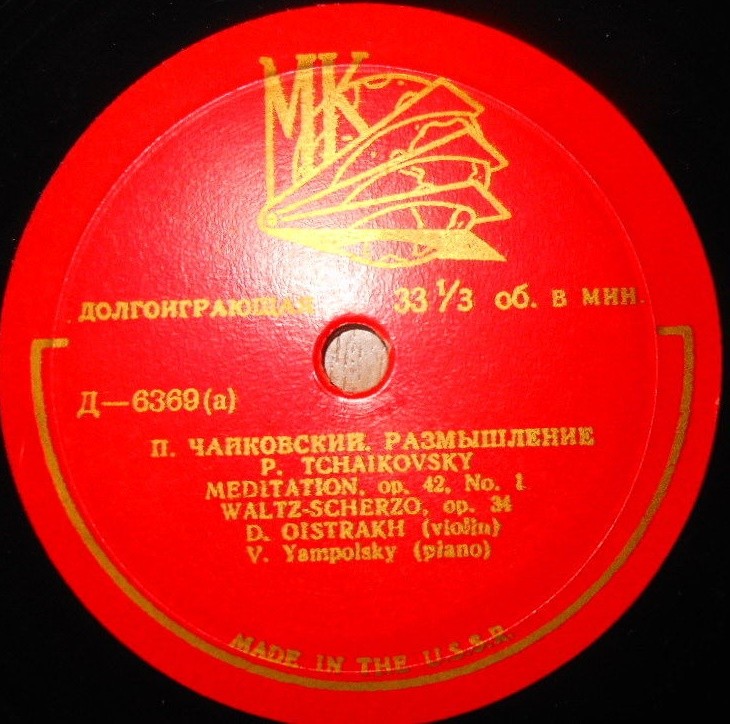 МК
ДОЛГОИГРАЮЩАЯ 33 1/3 об. в мин.
Д—6369(а)
П. ЧАЙКОВСКИЙ. РАЗМЫШЛЕНИЕ
P. TCHAIKOVSKY
MEDITATION, op. 42, No. 1
WALTZ-SCHERZO, op. 34
D. OISTRAKH (violin)
V. Yampolsky (piano)
MADE IN THE U.S.S.R.